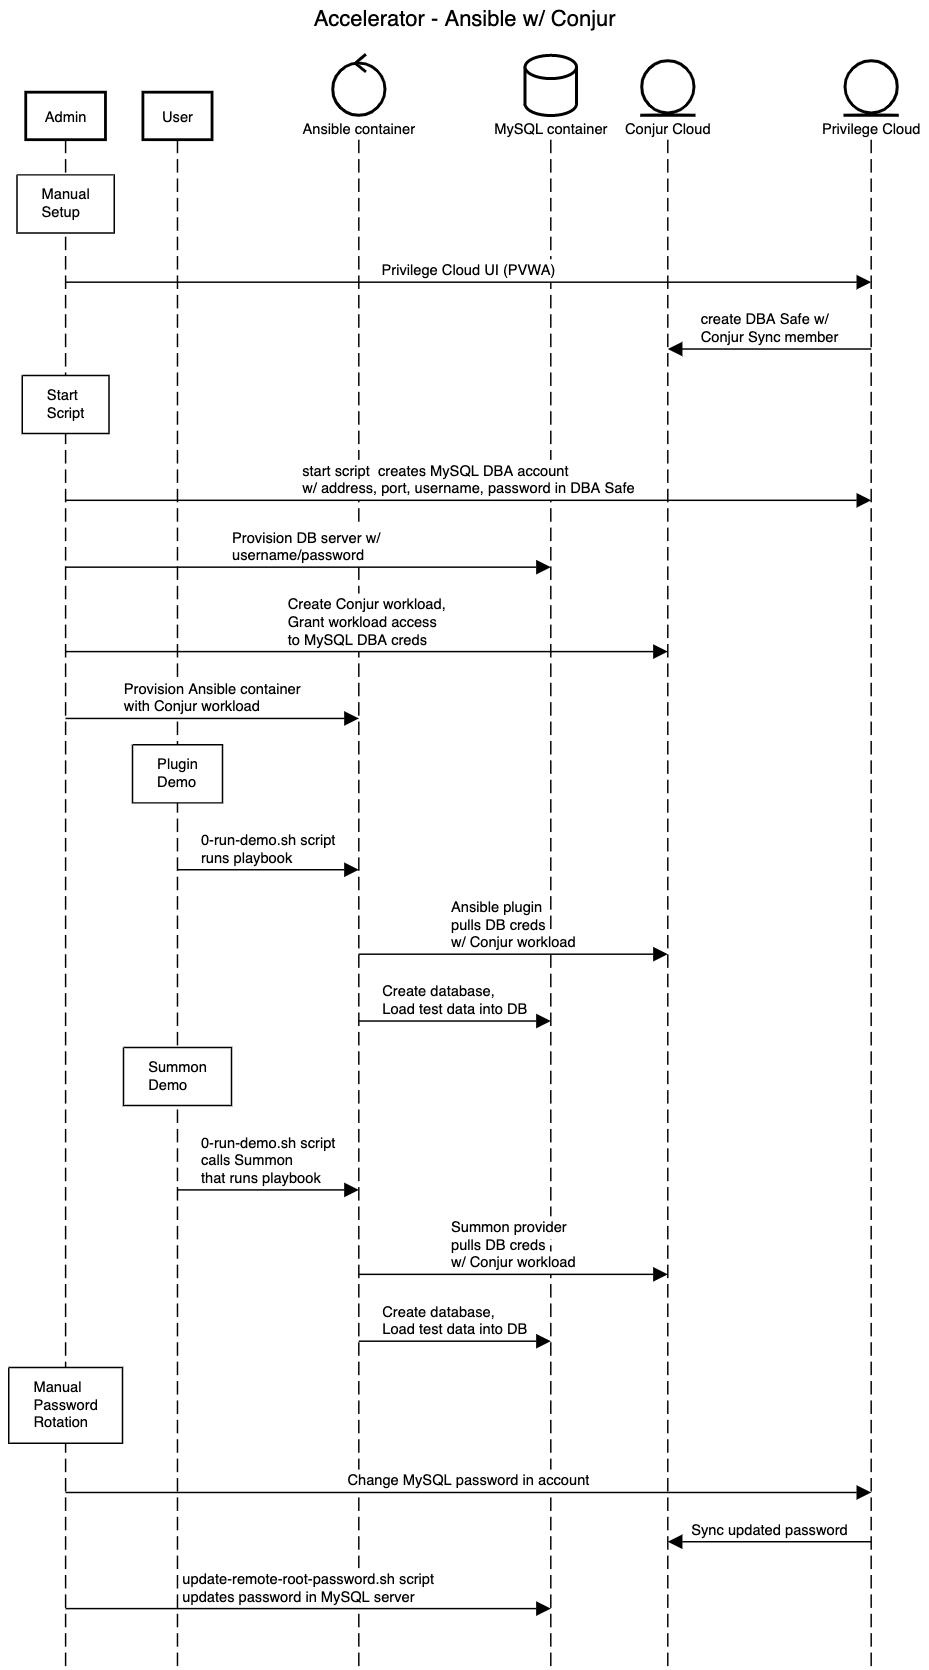 Accelerator - Ansible w/ Conjur
Admin
User
Ansible container
MySQL container
Conjur Cloud
Privilege Cloud
Manual
Setup
Privilege Cloud UI (PVWA)
create DBA Safe w/
Conjur Sync member
Start
Script
start script  creates MySQL DBA account
w/ address, port, username, password in DBA Safe
Provision DB server w/
username/password
Create Conjur workload,
Grant workload access
to MySQL DBA creds
Provision Ansible container
with Conjur workload
Plugin
Demo
0-run-demo.sh script
runs playbook
Ansible plugin
pulls DB creds
w/ Conjur workload
Create database,
Load test data into DB
Summon
Demo
0-run-demo.sh script
calls Summon
that runs playbook
Summon provider
pulls DB creds
w/ Conjur workload
Create database,
Load test data into DB
Manual
Password
Rotation
Change MySQL password in account
Sync updated password
update-remote-root-password.sh script
updates password in MySQL server